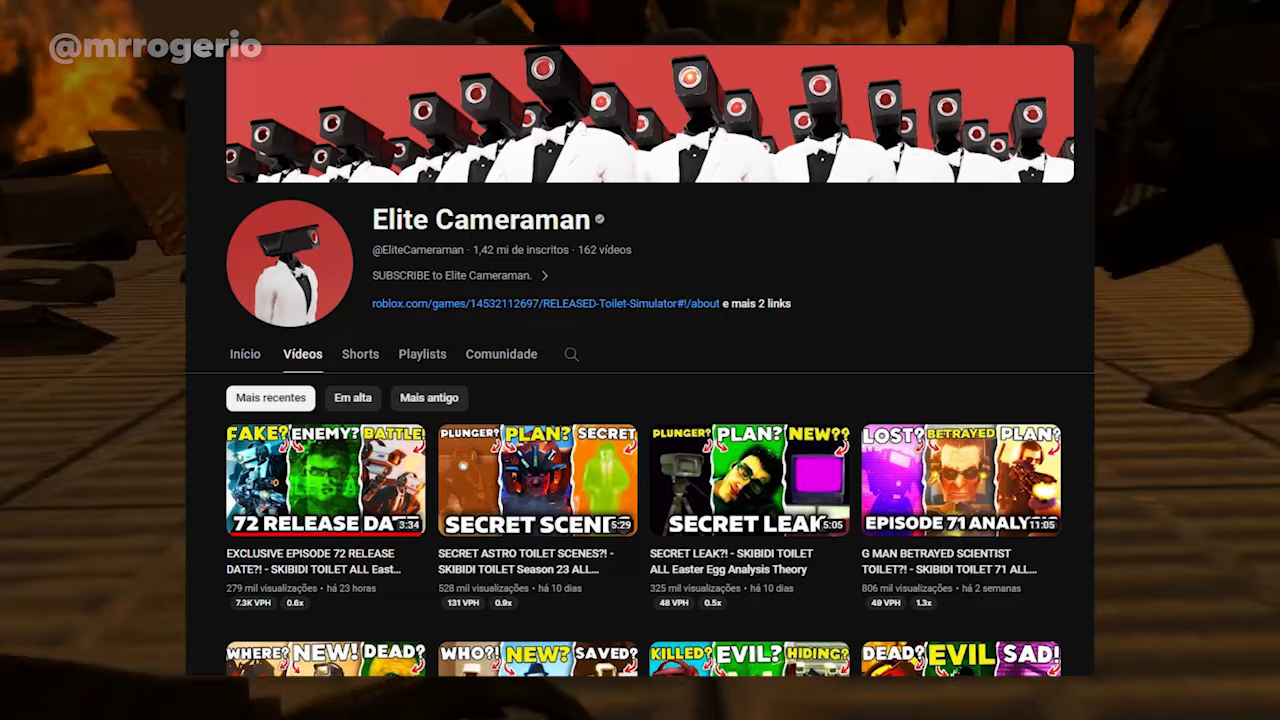 @mrrogerio
Elite Cameraman
@EliteCameraman · 1,42 mi de inscritos · 162 vídeos
SUBSCRIBE to Elite Cameraman.
roblox.com/games/14532112697/RELEASED-Toilet-Simulator#!/about e mais 2 links
Início Vídeos Shorts Playlists Comunidade
Mais recentes Em alta Mais antigo
FAKE? ENEMY? BATTLE!
72 RELEASE DA 3:34
EXCLUSIVE EPISODE 72 RELEASE
DATE?! - SKIBIDI TOILET ALL East...
279 mil visualizações · há 23 horas
7.3K VPH 0.6x
PLUNGER? PLAN? SECRET
SECRET SCENE 5:29
SECRET ASTRO TOILET SCENES?! -
SKIBIDI TOILET Season 23 ALL...
528 mil visualizações · há 10 dias
131 VPH 0.9x
PLUNGER? PLAN? NEW??
SECRET LEAK 5:05
SECRET LEAK?! - SKIBIDI TOILET
ALL Easter Egg Analysis Theory
325 mil visualizações · há 10 dias
48 VPH 0.5x
LOST? BETRAYED PLAN?
EPISODE 71 ANALY 11:05
G MAN BETRAYED SCIENTIST
TOILET?! - SKIBIDI TOILET 71 ALL...
806 mil visualizações · há 2 semanas
49 VPH 1.3x
WHERE? NEW! DEAD?
WHO?! NEW? SAVED?
KILLED? EVIL? HIDING?
DEAD? EVIL SAD!